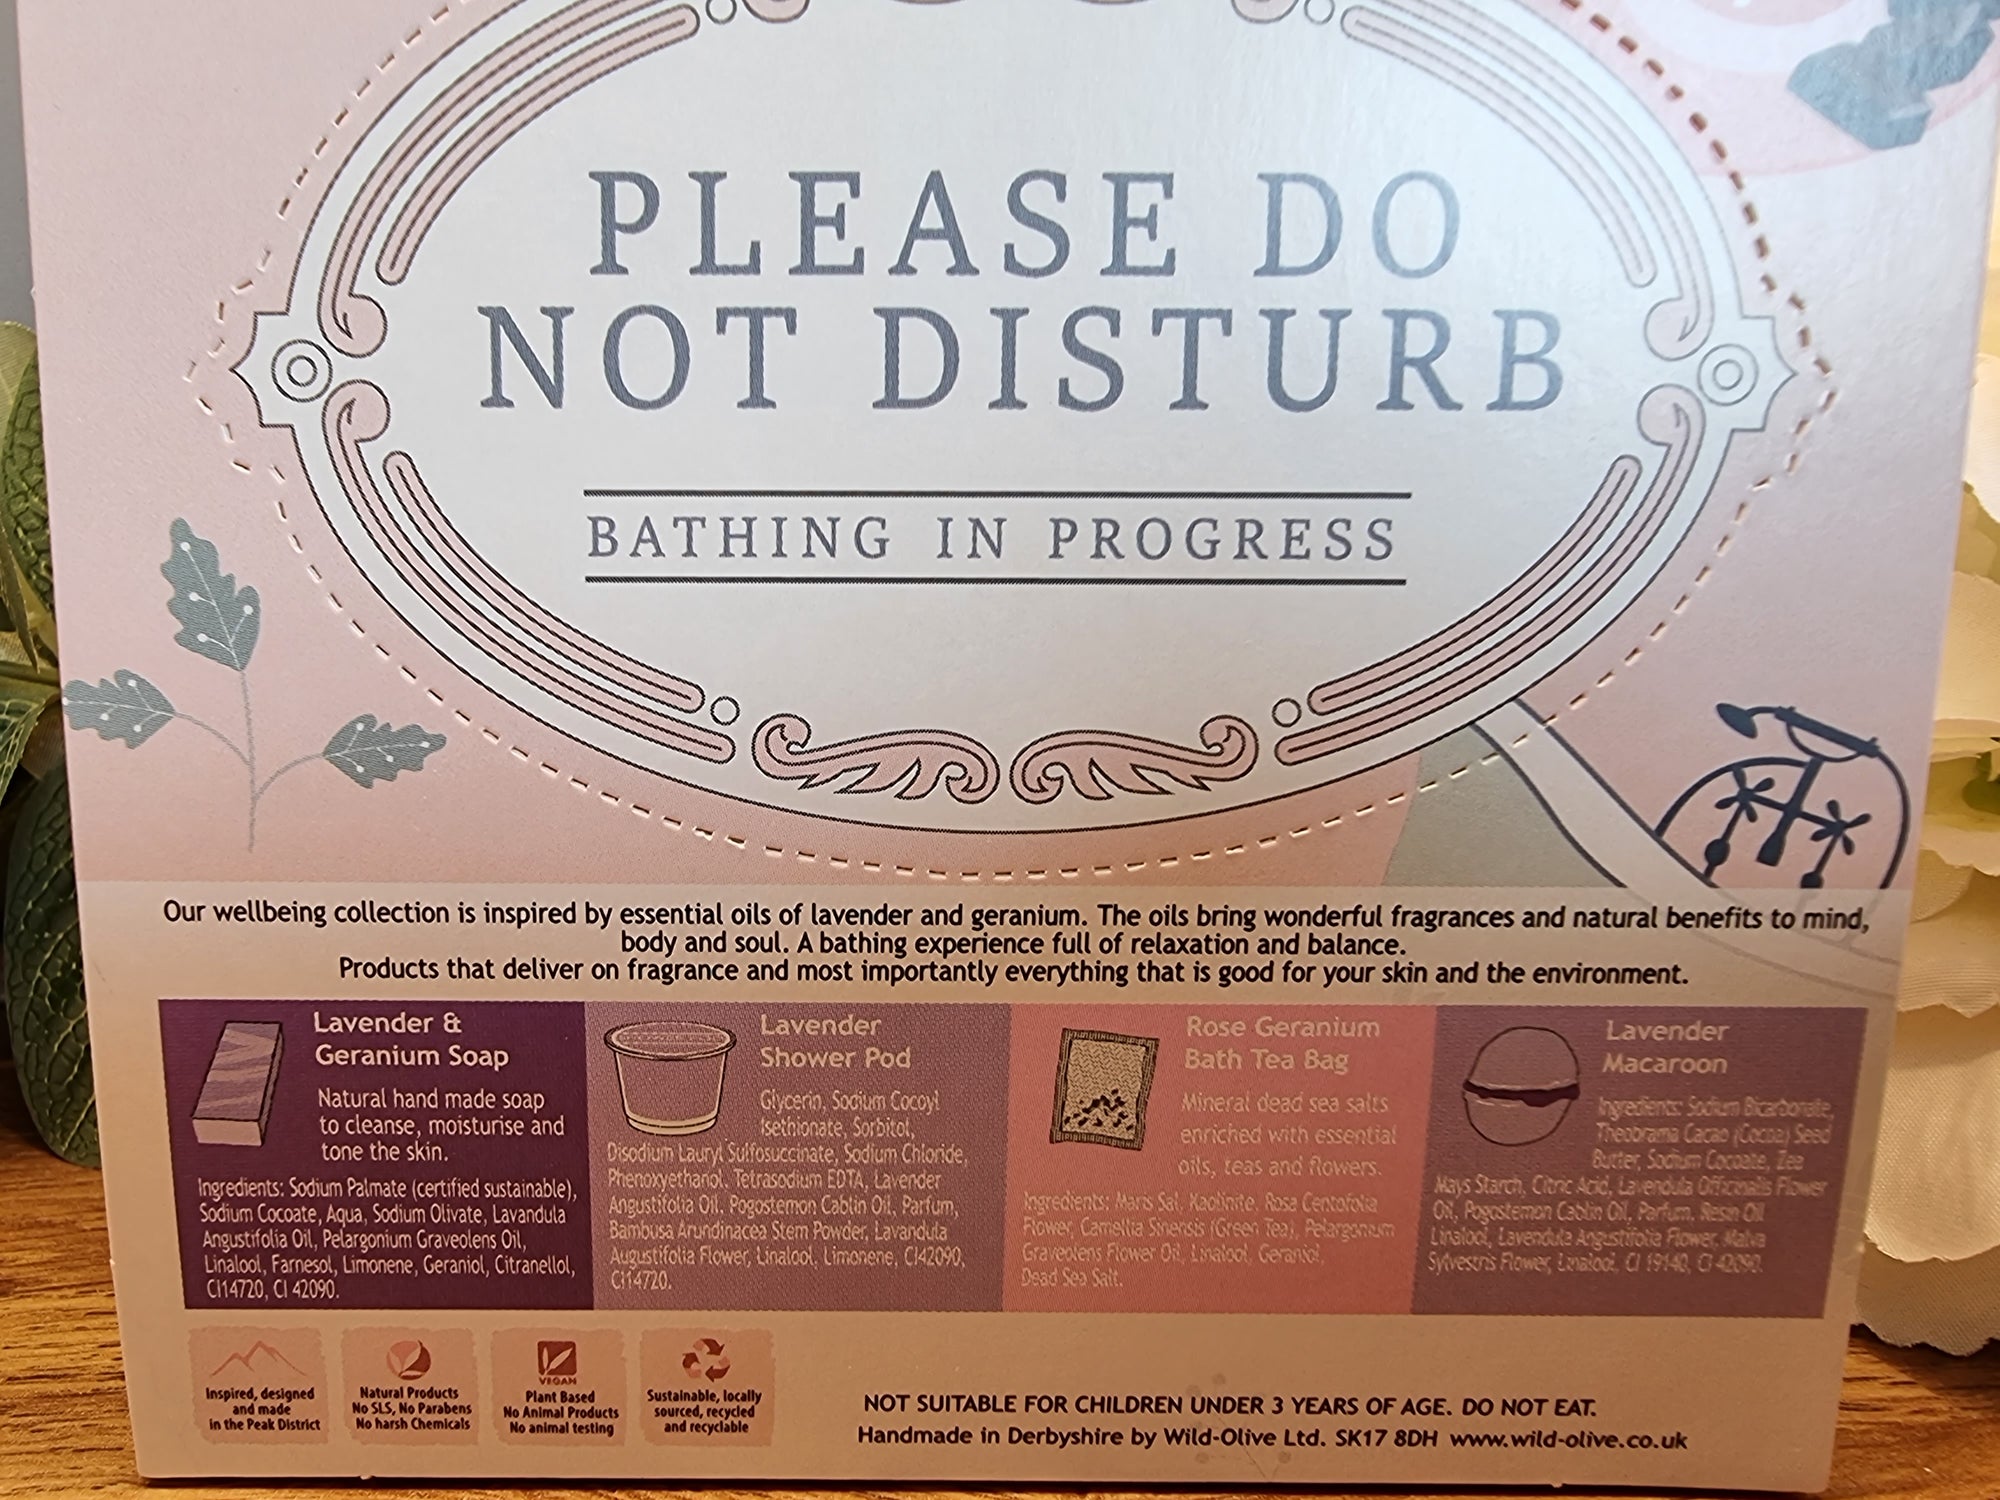 PLEASE DO
NOT DISTURB
BATHING IN PROGRESS
Our wellbeing collection is inspired by essential oils of lavender and geranium. The oils bring wonderful fragrances and natural benefits to mind,
body and soul. A bathing experience full of relaxation and balance.
Products that deliver on fragrance and most importantly everything that is good for your skin and the environment.
Lavender &
Geranium Soap
Natural hand made soap
to cleanse, moisturise and
tone the skin.
Ingredients: Sodium Palmate (certified sustainable),
Sodium Cocoate, Aqua, Sodium Olivate, Lavandula
Angustifolia Oil, Pelargonium Graveolens Oil,
Linalool, Farnesol, Limonene, Geraniol, Citranellol,
CI14720, CI 42090.
Lavender
Shower Pod
Glycerin, Sodium Cocoyl
Isethionate, Sorbitol,
Disodium Lauryl Sulfosuccinate, Sodium Chloride,
Phenoxyethanol, Tetrasodium EDTA, Lavender
Angustifolia Oil, Pogostemon Cablin Oil, Parfum,
Bambusa Arundinacea Stem Powder, Lavandula
Augustifolia Flower, Linalool, Limonene, CI42090,
CI14720.
Rose Geranium
Bath Tea Bag
Mineral dead sea salts
enriched with essential
oils, teas and flowers.
Ingredients: Maris Sal, Kaolinite, Rosa Centofolia
Flower, Camellia Sinensis (Green Tea), Pelargonium
Graveolens Flower Oil, Linalool, Geraniol,
Dead Sea Salt.
Lavender
Macaroon
Ingredients: Sodium Bicarbonate,
Theobrama Cacao (Cocoa) Seed
Butter, Sodium Cocoate, Zea
Mays Starch, Citric Acid, Lavendula Officinalis Flower
Oil, Pogostemon Cablin Oil, Parfum, Resin Oil
Linalool, Lavendula Angustifolia Flower, Malva
Sylvestris Flower, Linalool, CI 19140, CI 42090.
Inspired, designed
and made
in the Peak District
Natural Products
No SLS, No Parabens
No harsh Chemicals
VEGAN
Plant Based
No Animal Products
No animal testing
Sustainable, locally
sourced, recycled
and recyclable
NOT SUITABLE FOR CHILDREN UNDER 3 YEARS OF AGE. DO NOT EAT.
Handmade in Derbyshire by Wild-Olive Ltd. SK17 8DH www.wild-olive.co.uk